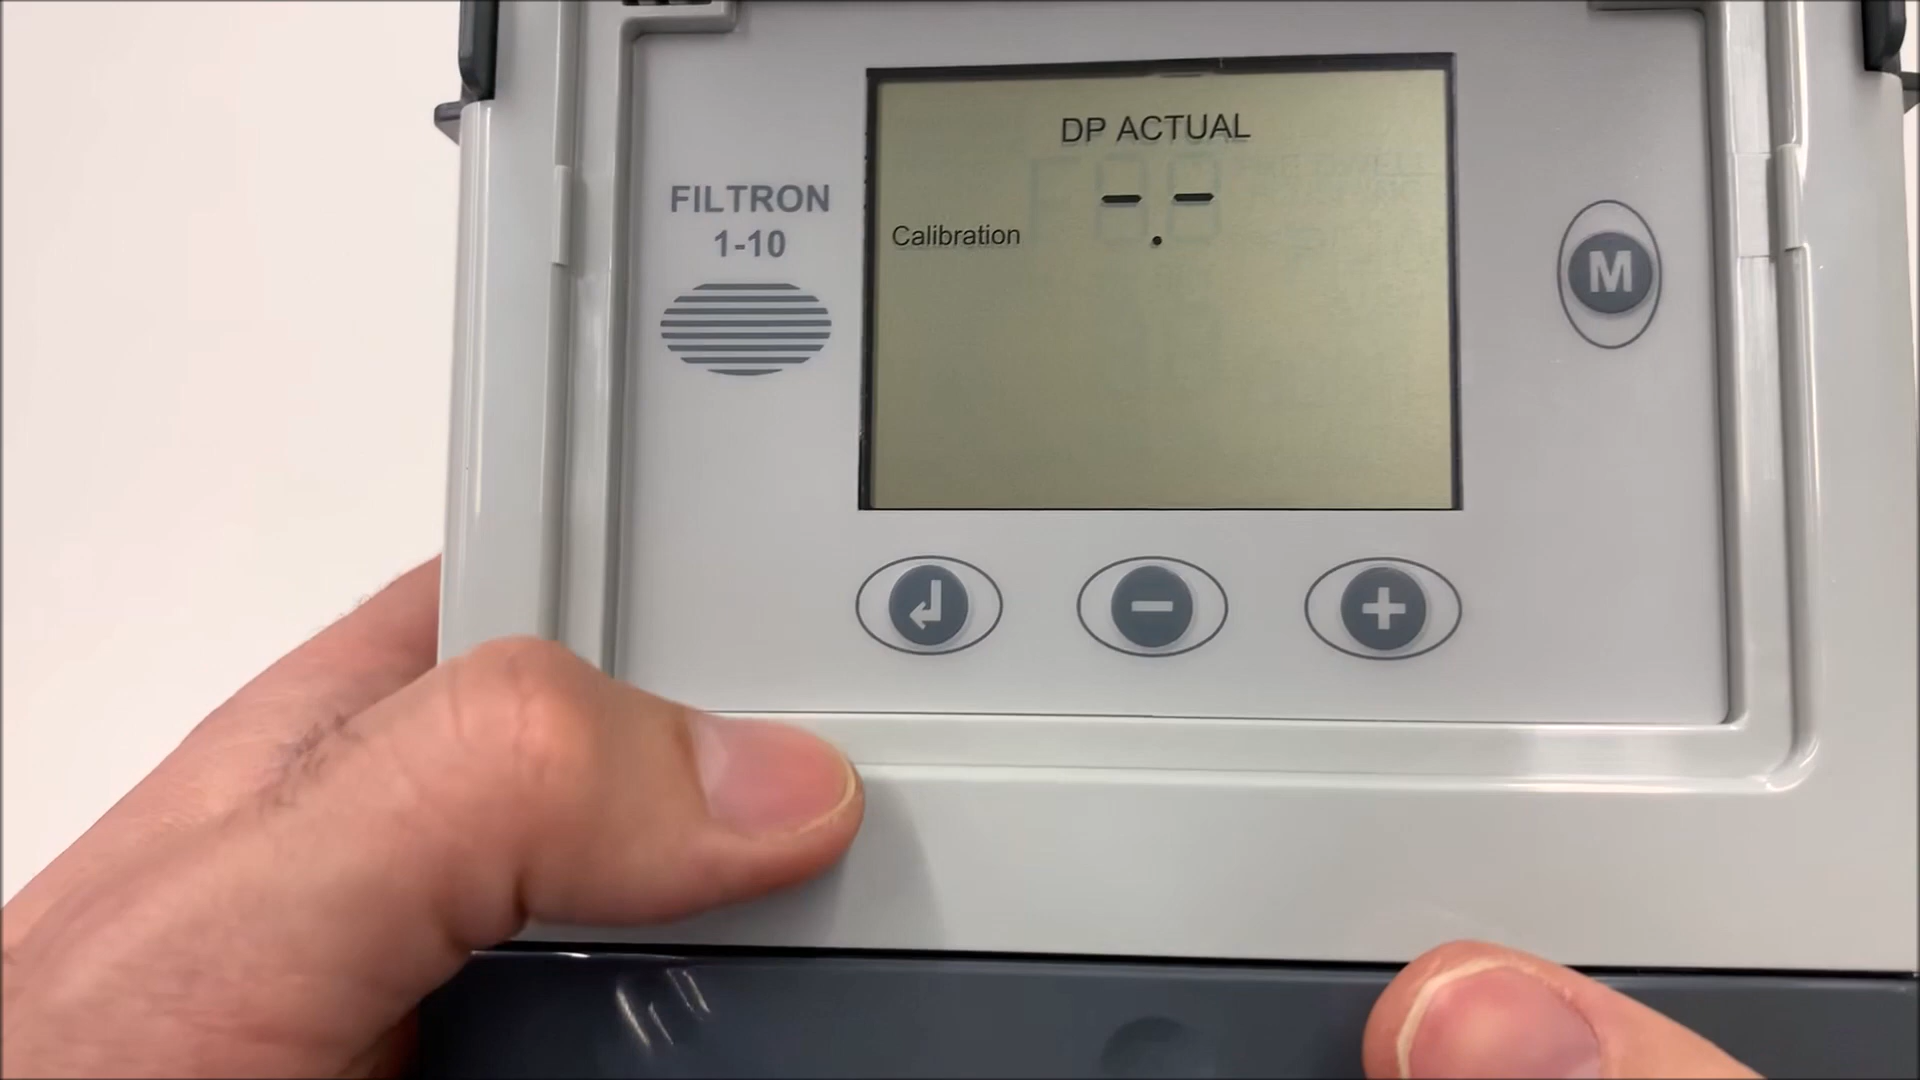 DP ACTUAL
FILTRON
1-10
-.-
Calibration
M
- +